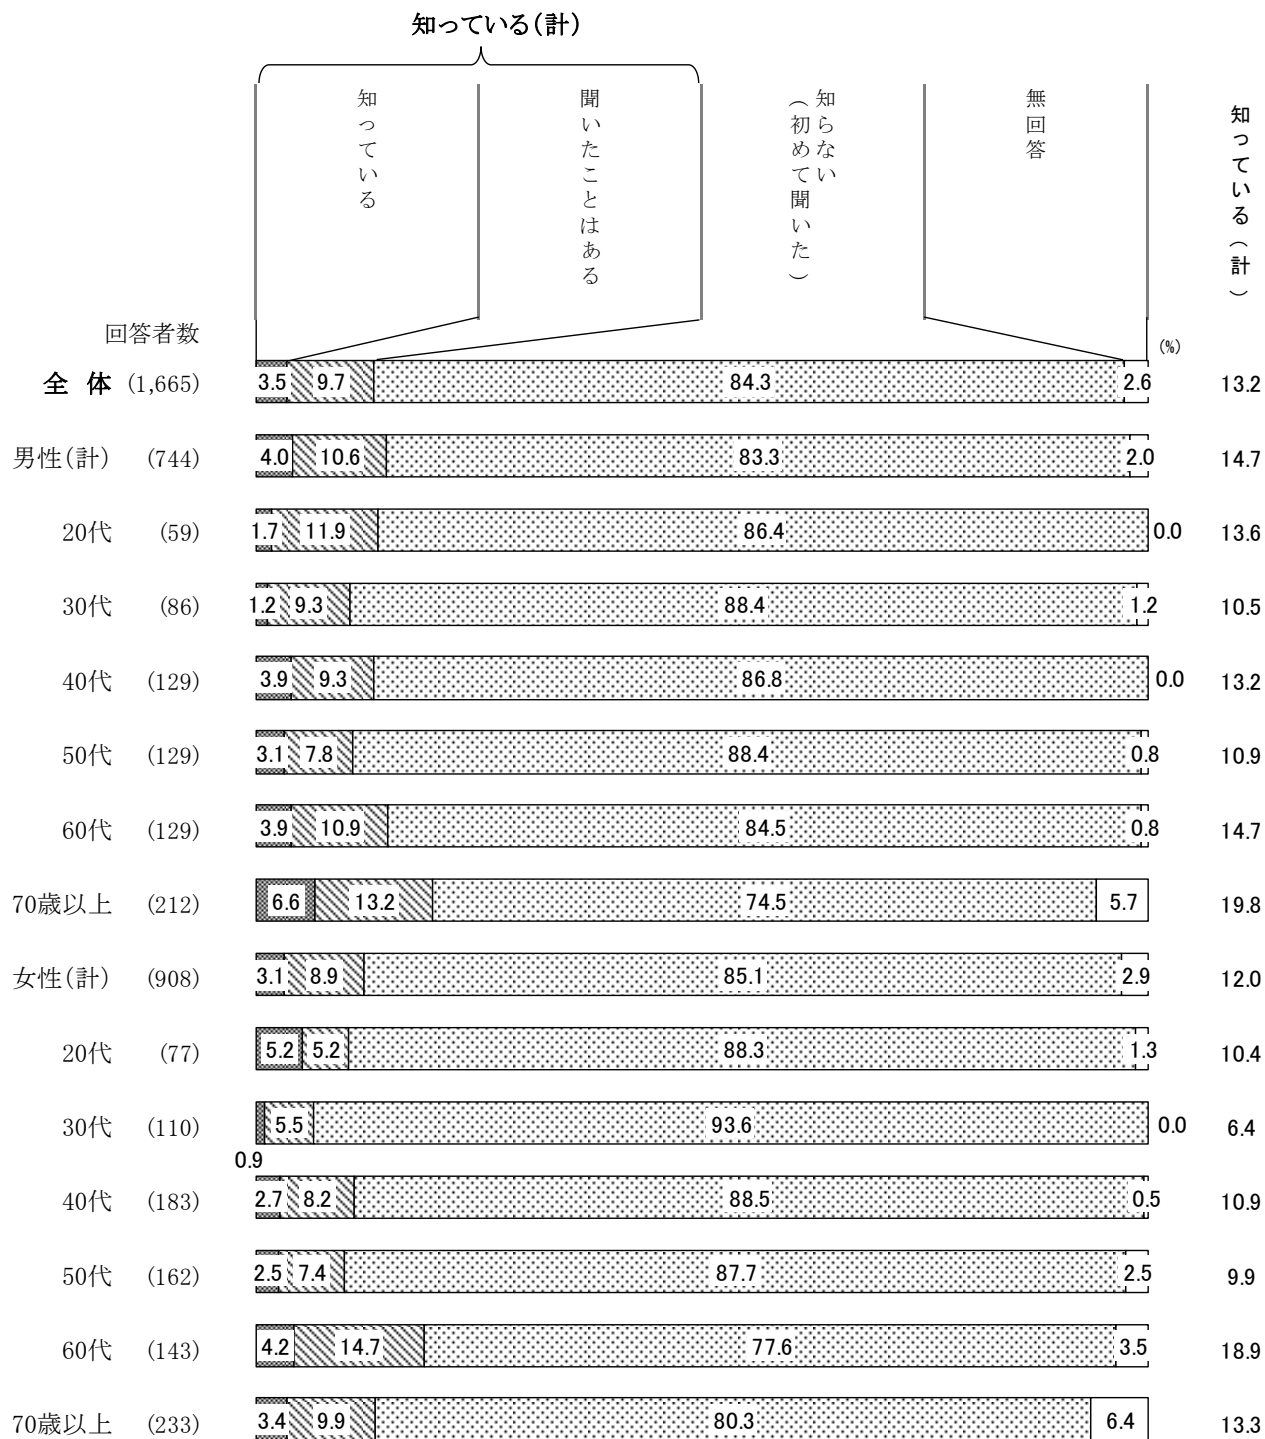 知っている(計)
知っている
聞いたことはある
知らない
(初めて聞いた)
無回答
知っている(計)
回答者数
(%)
全 体 (1,665) 3.5 9.7 84.3 2.6 13.2
男性(計) (744) 4.0 10.6 83.3 2.0 14.7
20代 (59) 1.7 11.9 86.4 0.0 13.6
30代 (86) 1.2 9.3 88.4 1.2 10.5
40代 (129) 3.9 9.3 86.8 0.0 13.2
50代 (129) 3.1 7.8 88.4 0.8 10.9
60代 (129) 3.9 10.9 84.5 0.8 14.7
70歳以上 (212) 6.6 13.2 74.5 5.7 19.8
女性(計) (908) 3.1 8.9 85.1 2.9 12.0
20代 (77) 5.2 5.2 88.3 1.3 10.4
30代 (110) 5.5 93.6 0.0 6.4
0.9
40代 (183) 2.7 8.2 88.5 0.5 10.9
50代 (162) 2.5 7.4 87.7 2.5 9.9
60代 (143) 4.2 14.7 77.6 3.5 18.9
70歳以上 (233) 3.4 9.9 80.3 6.4 13.3